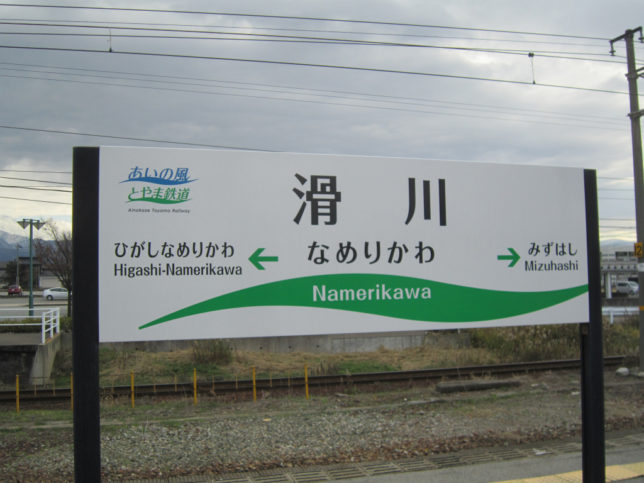 あいの風
とやま鉄道
Ainokaze Toyama Railway
滑川
ひがしなめりかわ ← なめりかわ → みずはし
Higashi-Namerikawa Mizuhashi
Namerikawa